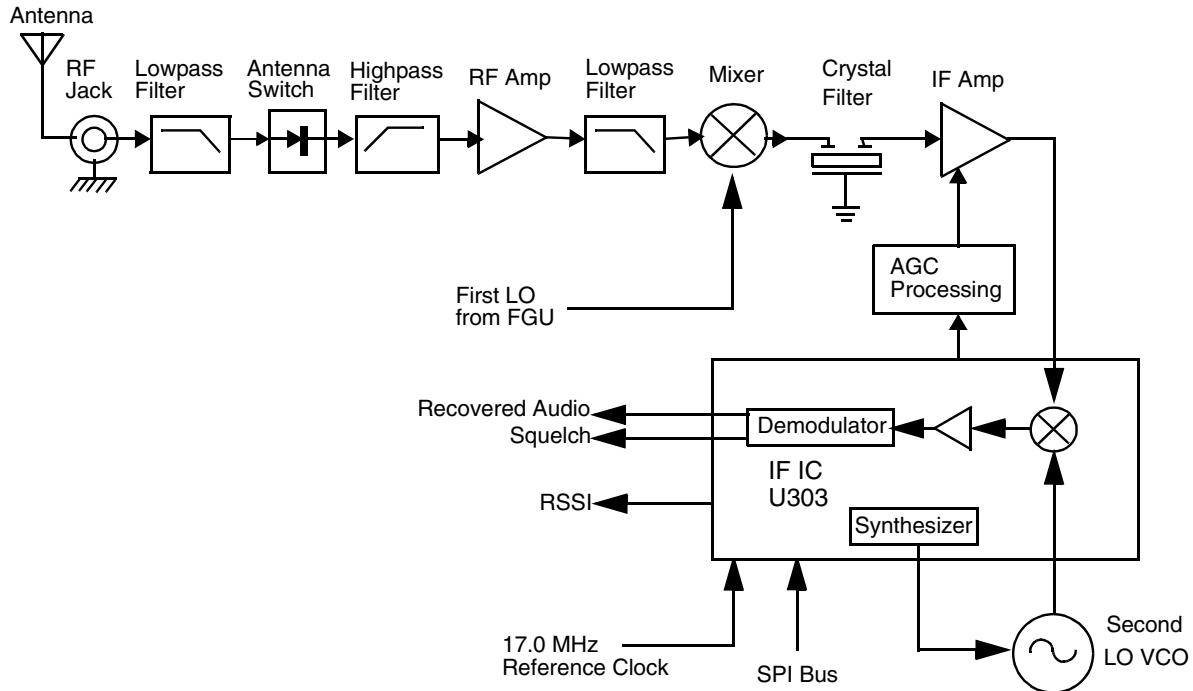 Antenna
RF
Jack
Lowpass
Filter
Antenna
Switch
Highpass
Filter
RF Amp
Lowpass
Filter
Mixer
Crystal
Filter
IF Amp
AGC
Processing
First LO
from FGU
Recovered Audio
Squelch
Demodulator
IF IC
U303
RSSI
Synthesizer
17.0 MHz
Reference Clock
SPI Bus
Second
LO VCO